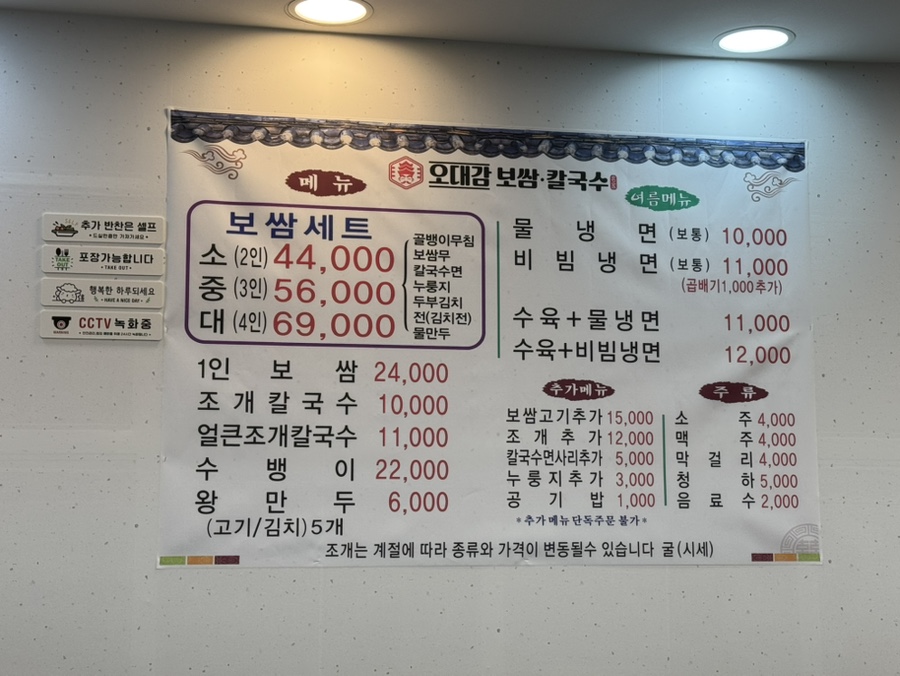 추가 반찬은 셀프
포장가능합니다
TAKE OUT
• TAKE OUT •
행복한 하루되세요
• HAVE A NICE DAY •
CCTV 녹화중
메 뉴
오대감 보쌈·칼국수
보쌈세트
소 (2인) 44,000
중 (3인) 56,000
대 (4인) 69,000
골뱅이무침
보쌈무
칼국수면
누룽지
두부김치
전(김치전)
물만두
1인 보쌈 24,000
조개칼국수 10,000
얼큰조개칼국수 11,000
수뱅이 22,000
왕만두 6,000
(고기/김치)5개
여름메뉴
물냉면 (보통) 10,000
비빔냉면 (보통) 11,000
(곱배기1,000추가)
수육+물냉면 11,000
수육+비빔냉면 12,000
추가메뉴
보쌈고기추가 15,000
조개추가 12,000
칼국수면사리추가 5,000
누룽지추가 3,000
공기밥 1,000
*추가메뉴 단독주문 불가*
주 류
소주 4,000
맥주 4,000
막걸리 4,000
청하 5,000
음료수 2,000
조개는 계절에 따라 종류와 가격이 변동될수 있습니다 굴(시세)